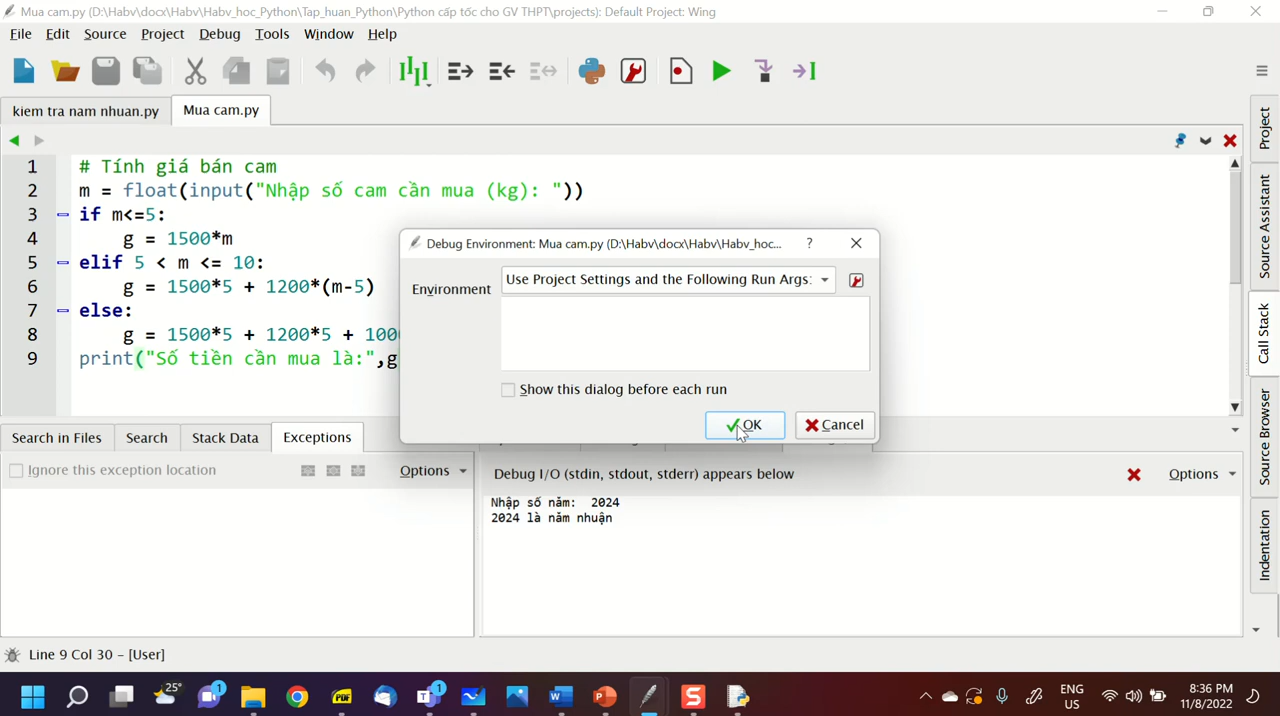 Mua cam.py (D:\Habv\docx\Habv\Habv_hoc_Python\Tap_huan_Python\Python cấp tốc cho GV THPT\projects): Default Project: Wing
File Edit Source Project Debug Tools Window Help
kiem tra nam nhuan.py Mua cam.py
1 # Tính giá bán cam
2 m = float(input("Nhập số cam cần mua (kg): "))
3 if m<=5:
4 g = 1500*m
5 elif 5 < m <= 10:
6 g = 1500*5 + 1200*(m-5)
7 else:
8 g = 1500*5 + 1200*5 + 100
9 print("Số tiền cần mua là:",g
Debug Environment: Mua cam.py (D:\Habv\docx\Habv\Habv_hoc... ?
Environment
Use Project Settings and the Following Run Args:
Show this dialog before each run
OK
Cancel
Project
Source Assistant
Call Stack
Source Browser
Indentation
Search in Files Search Stack Data Exceptions
Ignore this exception location
Options
Debug I/O (stdin, stdout, stderr) appears below
Options
Nhập số năm: 2024
2024 là năm nhuận
Line 9 Col 30 - [User]
25°
1
1
ENG
US
8:36 PM
11/8/2022